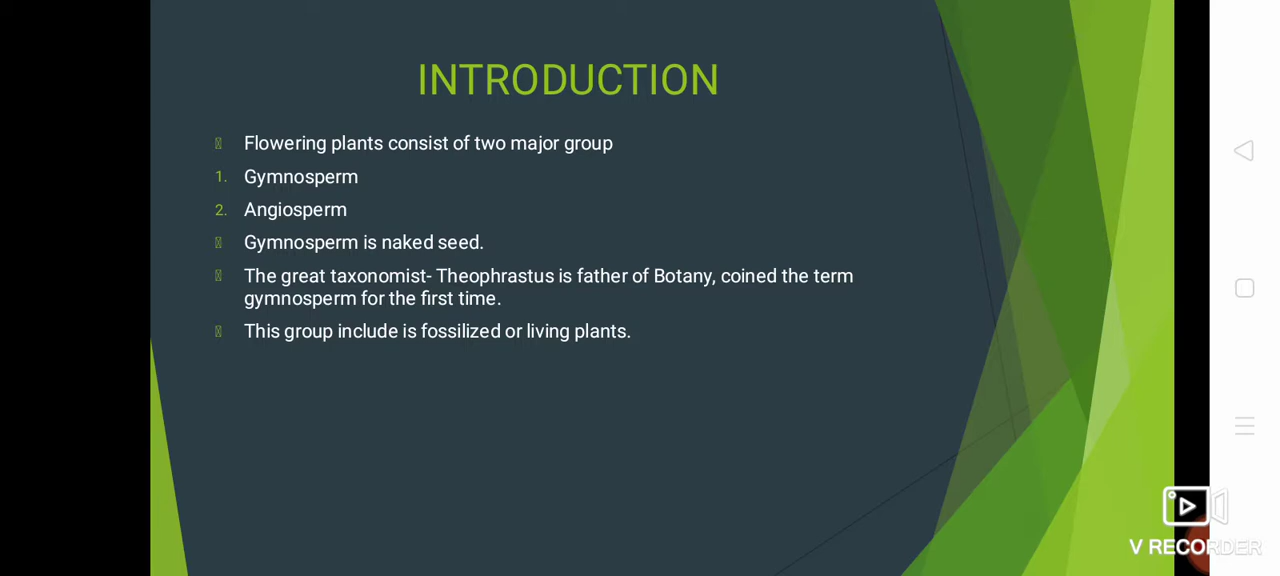 INTRODUCTION
Flowering plants consist of two major group
1. Gymnosperm
2. Angiosperm
Gymnosperm is naked seed.
The great taxonomist- Theophrastus is father of Botany, coined the term
gymnosperm for the first time.
This group include is fossilized or living plants.
V RECORDER